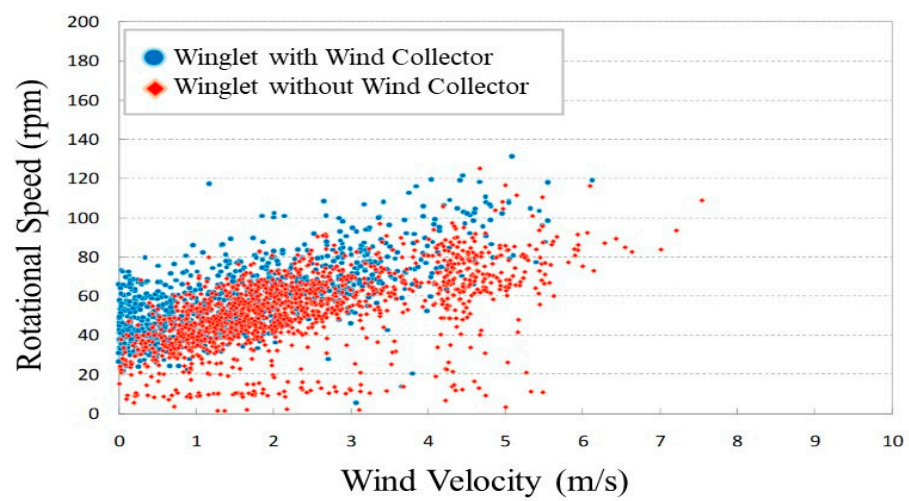 200
180
160
140
120
100
80
60
40
20
0
Rotational Speed (rpm)
Winglet with Wind Collector
Winglet without Wind Collector
0 1 2 3 4 5 6 7 8 9 10
Wind Velocity (m/s)